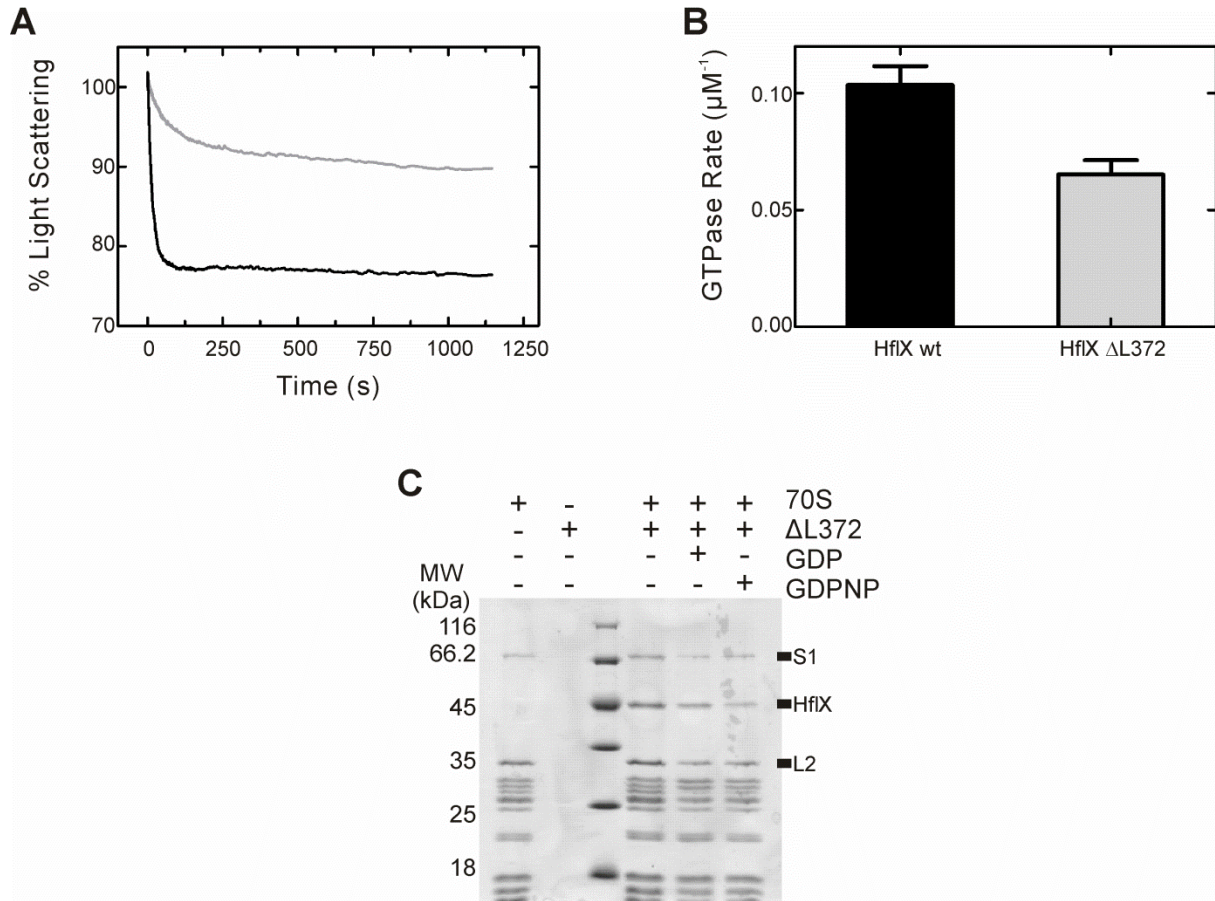 A
% Light Scattering
100
90
80
70
0 250 500 750 1000 1250
Time (s)
B
GTPase Rate (µM⁻¹)
0.10
0.05
0.00
HflX wt HflX ΔL372
C
+ - + + + 70S
- + + + + ΔL372
- - - + - GDP
- - - - + GDPNP
MW
(kDa)
116
66.2
45
35
25
18
S1
HflX
L2